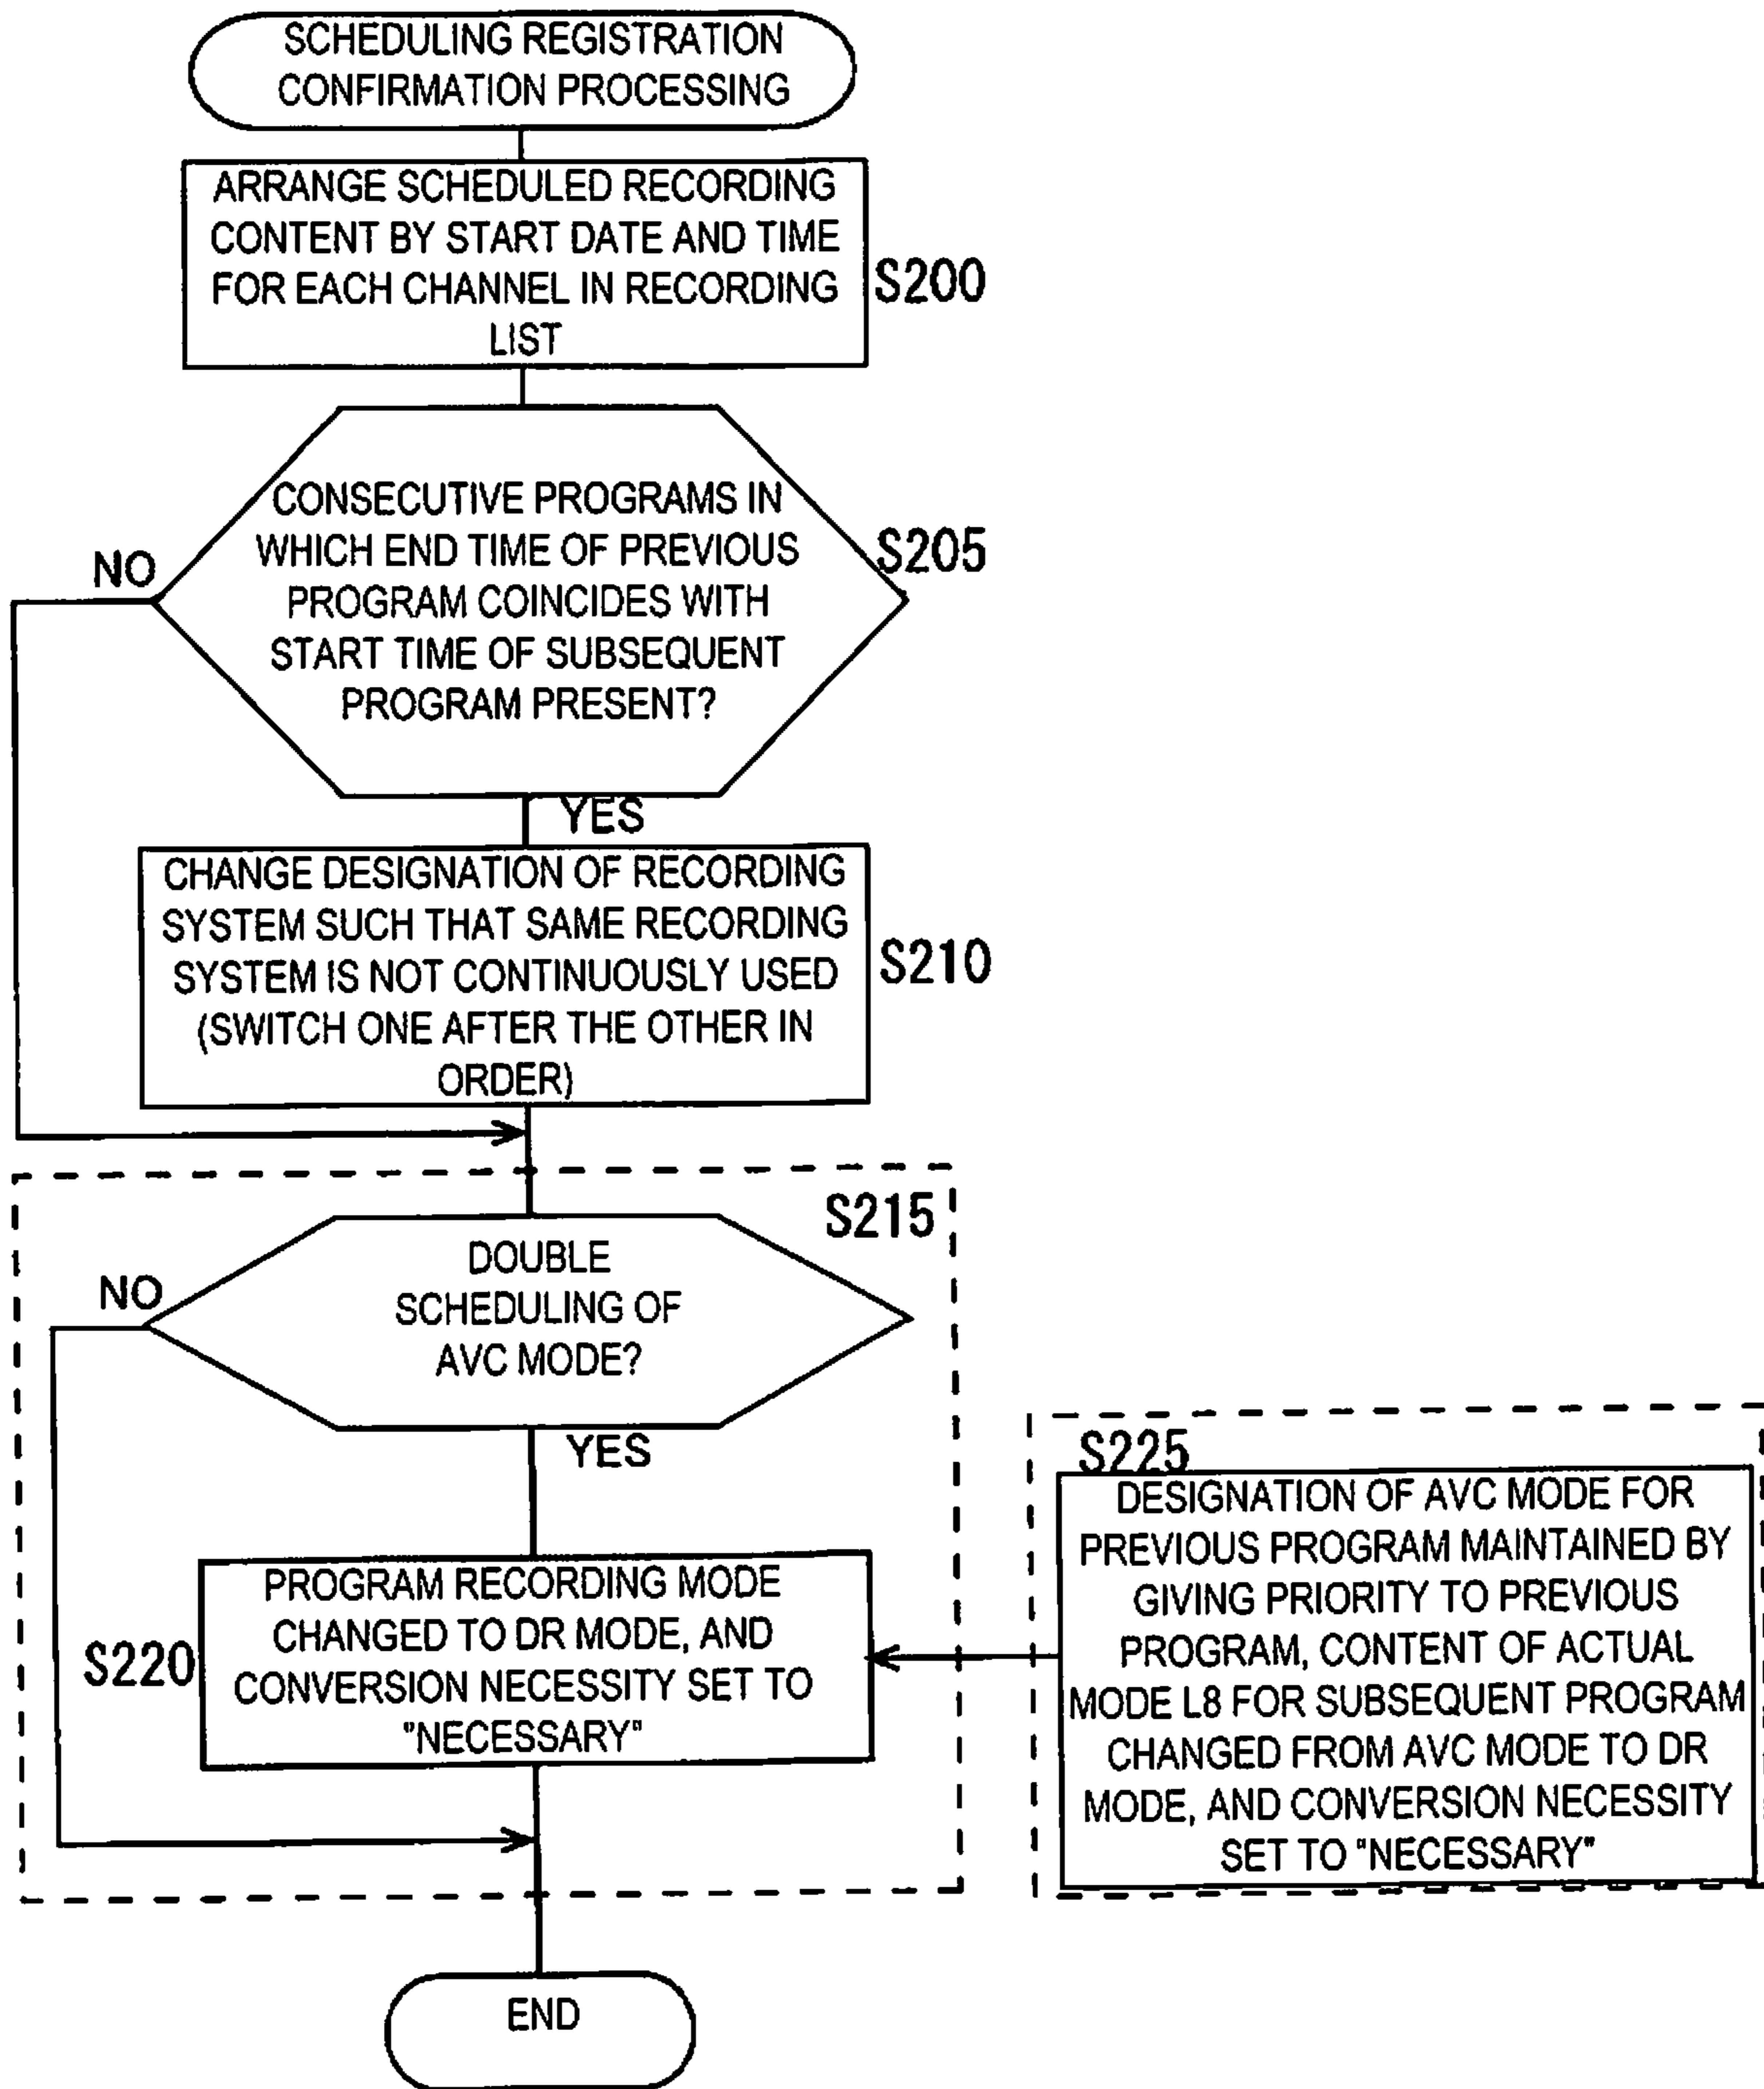 SCHEDULING REGISTRATION
CONFIRMATION PROCESSING
ARRANGE SCHEDULED RECORDING
CONTENT BY START DATE AND TIME
FOR EACH CHANNEL IN RECORDING
LIST
S200
CONSECUTIVE PROGRAMS IN
WHICH END TIME OF PREVIOUS
PROGRAM COINCIDES WITH
START TIME OF SUBSEQUENT
PROGRAM PRESENT?
S205
NO
YES
CHANGE DESIGNATION OF RECORDING
SYSTEM SUCH THAT SAME RECORDING
SYSTEM IS NOT CONTINUOUSLY USED
(SWITCH ONE AFTER THE OTHER IN
ORDER)
S210
S215
DOUBLE
SCHEDULING OF
AVC MODE?
NO
YES
S220
PROGRAM RECORDING MODE
CHANGED TO DR MODE, AND
CONVERSION NECESSITY SET TO
"NECESSARY"
S225
DESIGNATION OF AVC MODE FOR
PREVIOUS PROGRAM MAINTAINED BY
GIVING PRIORITY TO PREVIOUS
PROGRAM, CONTENT OF ACTUAL
MODE L8 FOR SUBSEQUENT PROGRAM
CHANGED FROM AVC MODE TO DR
MODE, AND CONVERSION NECESSITY
SET TO "NECESSARY"
END